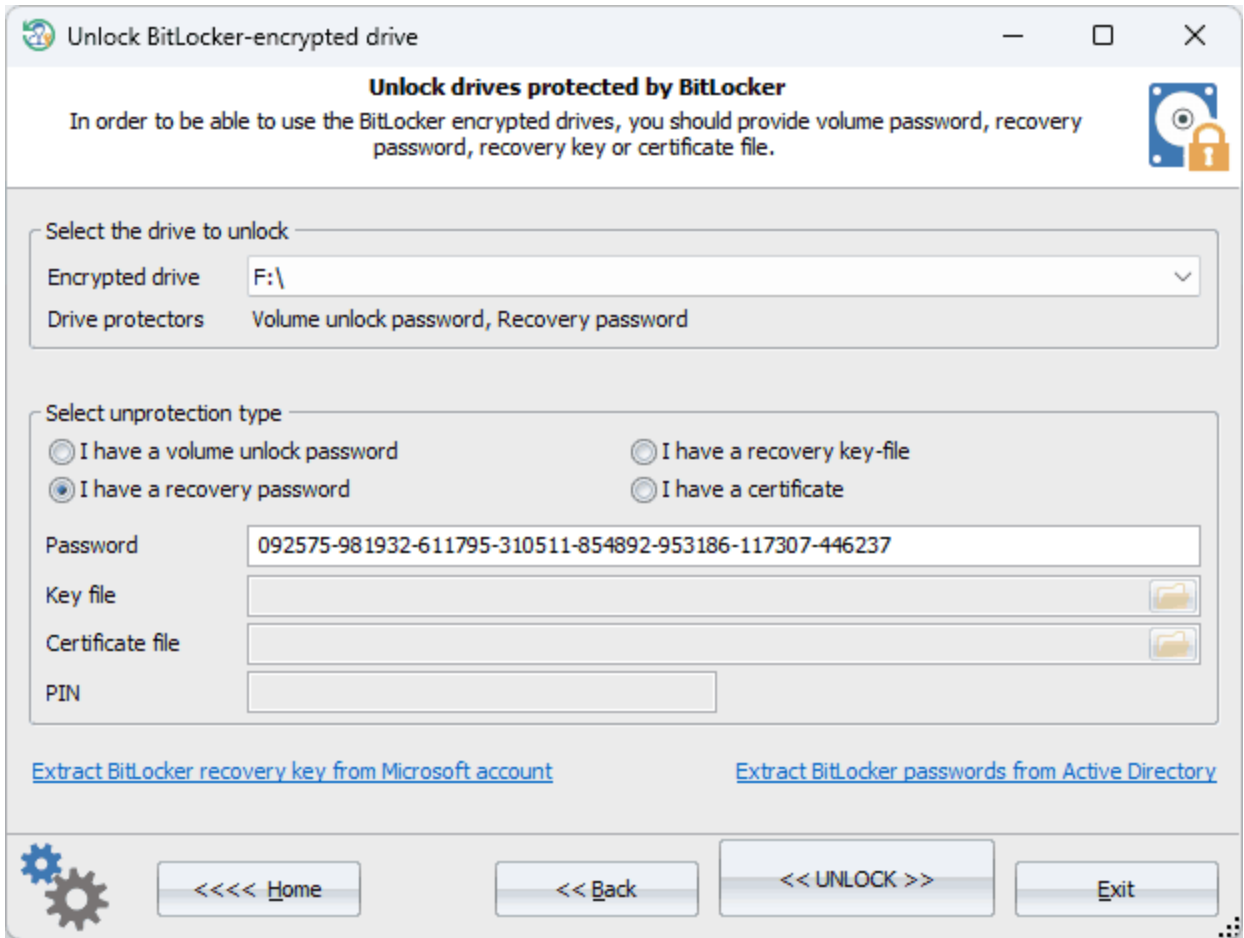 Unlock BitLocker-encrypted drive
Unlock drives protected by BitLocker
In order to be able to use the BitLocker encrypted drives, you should provide volume password, recovery
password, recovery key or certificate file.
Select the drive to unlock
Encrypted drive F:\
Drive protectors Volume unlock password, Recovery password
Select unprotection type
I have a volume unlock password I have a recovery key-file
I have a recovery password I have a certificate
Password 092575-981932-611795-310511-854892-953186-117307-446237
Key file
Certificate file
PIN
Extract BitLocker recovery key from Microsoft account Extract BitLocker passwords from Active Directory
<<<< Home << Back << UNLOCK >> Exit